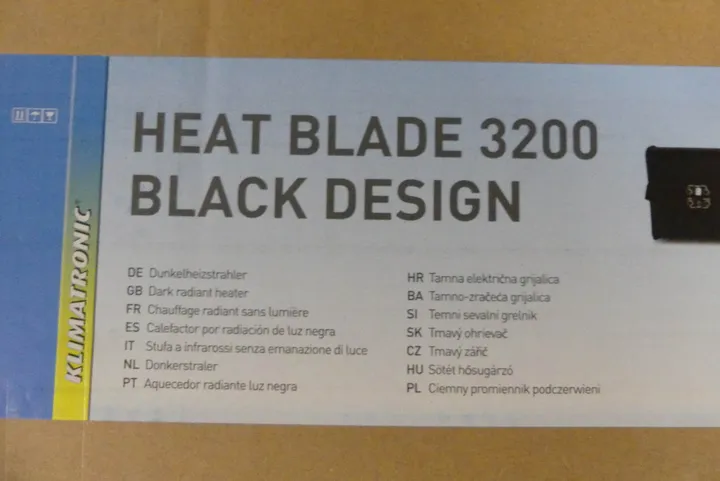 HEAT BLADE 3200
BLACK DESIGN
KLIMATRONIC®
DE Dunkelheizstrahler
GB Dark radiant heater
FR Chauffage radiant sans lumière
ES Calefactor por radiación de luz negra
IT Stufa a infrarossi senza emanazione di luce
NL Donkerstraler
PT Aquecedor radiante luz negra
HR Tamna električna grijalica
BA Tamno-zračeća grijalica
SI Temni sevalni grelnik
SK Tmavý ohrievač
CZ Tmavý zářič
HU Sötét hősugárzó
PL Ciemny promiennik podczerwieni